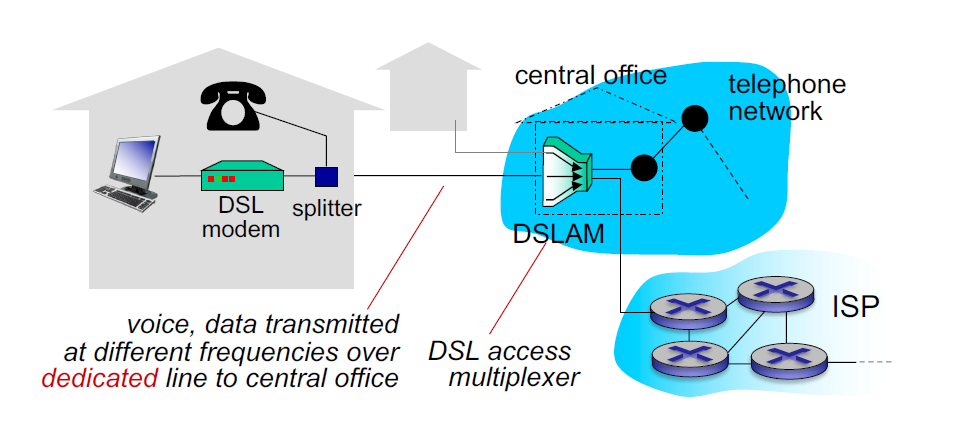 central office
telephone
network
DSL
modem
splitter
DSLAM
voice, data transmitted
at different frequencies over
dedicated line to central office
DSL access
multiplexer
ISP